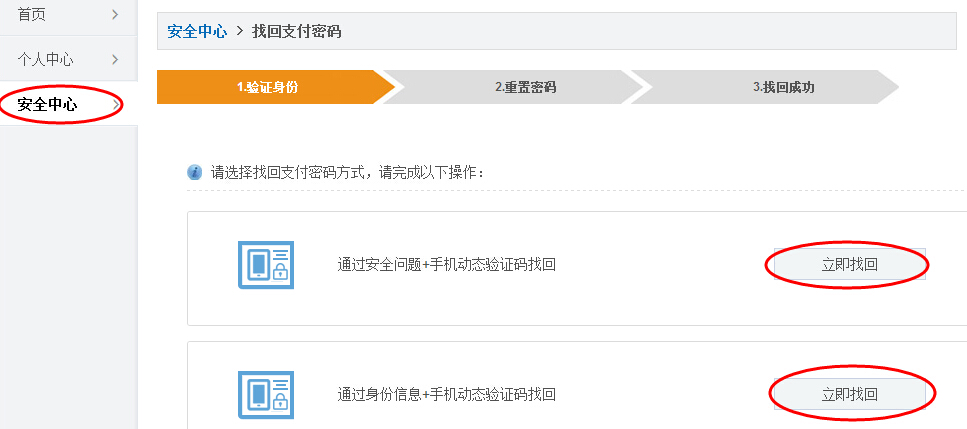 首页
个人中心
安全中心
安全中心 > 找回支付密码
1.验证身份
2.重置密码
3.找回成功
请选择找回支付密码方式，请完成以下操作：
通过安全问题+手机动态验证码找回
立即找回
通过身份信息+手机动态验证码找回
立即找回